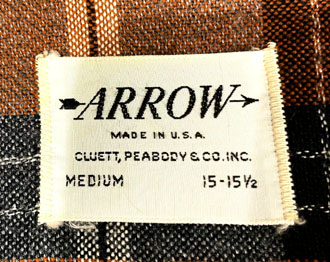 ARROW
MADE IN U.S.A.
CLUETT, PEABODY & CO. INC.
MEDIUM 15-15½